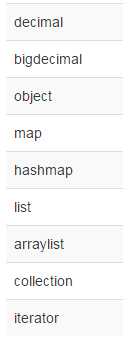 decimal
bigdecimal
object
map
hashmap
list
arraylist
collection
iterator